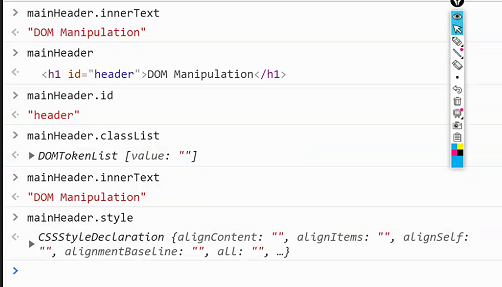 mainHeader.innerText
"DOM Manipulation"
mainHeader
<h1 id="header">DOM Manipulation</h1>
mainHeader.id
"header"
mainHeader.classList
DOMTokenList [value: ""]
mainHeader.innerText
"DOM Manipulation"
mainHeader.style
CSSStyleDeclaration {alignContent: "", alignItems: "", alignSelf:
"", alignmentBaseline: "", all: "", …}